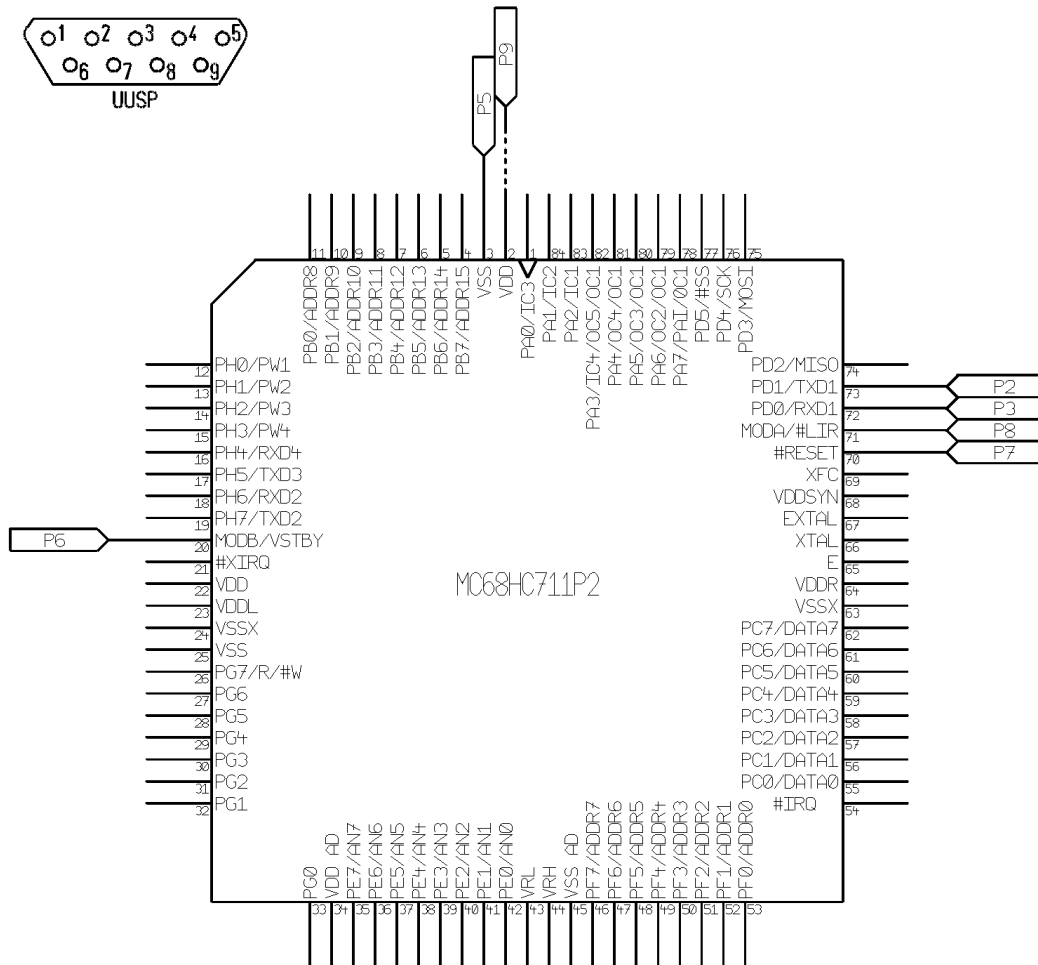 1 2 3 4 5
6 7 8 9
UUSP
P5
P9
11 10 9 8 7 6 5 4 3 2 1 84 83 82 81 80 79 78 77 76 75
PB0/ADDR8
PB1/ADDR9
PB2/ADDR10
PB3/ADDR11
PB4/ADDR12
PB5/ADDR13
PB6/ADDR14
PB7/ADDR15
VSS
VDD
PA0/IC3
PA1/IC2
PA2/IC1
PA3/IC4/OC5/OC1
PA4/OC4/OC1
PA5/OC3/OC1
PA6/OC2/OC1
PA7/PAI/OC1
PD5/#SS
PD4/SCK
PD3/MOSI
12 PH0/PW1
13 PH1/PW2
14 PH2/PW3
15 PH3/PW4
16 PH4/RXD4
17 PH5/TXD3
18 PH6/RXD2
19 PH7/TXD2
P6 20 MODB/VSTBY
21 #XIRQ
22 VDD
23 VDDL
24 VSSX
25 VSS
26 PG7/R/#W
27 PG6
28 PG5
29 PG4
30 PG3
31 PG2
32 PG1
MC68HC711P2
PD2/MISO 74
PD1/TXD1 73 P2
PD0/RXD1 72 P3
MODA/#LIR 71 P8
#RESET 70 P7
XFC 69
VDDSYN 68
EXTAL 67
XTAL 66
E 65
VDDR 64
VSSX 63
PC7/DATA7 62
PC6/DATA6 61
PC5/DATA5 60
PC4/DATA4 59
PC3/DATA3 58
PC2/DATA2 57
PC1/DATA1 56
PC0/DATA0 55
#IRQ 54
PG0
VDD AD
PE7/AN7
PE6/AN6
PE5/AN5
PE4/AN4
PE3/AN3
PE2/AN2
PE1/AN1
PE0/AN0
VRL
VRH
VSS AD
PF7/ADDR7
PF6/ADDR6
PF5/ADDR5
PF4/ADDR4
PF3/ADDR3
PF2/ADDR2
PF1/ADDR1
PF0/ADDR0
33 34 35 36 37 38 39 40 41 42 43 44 45 46 47 48 49 50 51 52 53